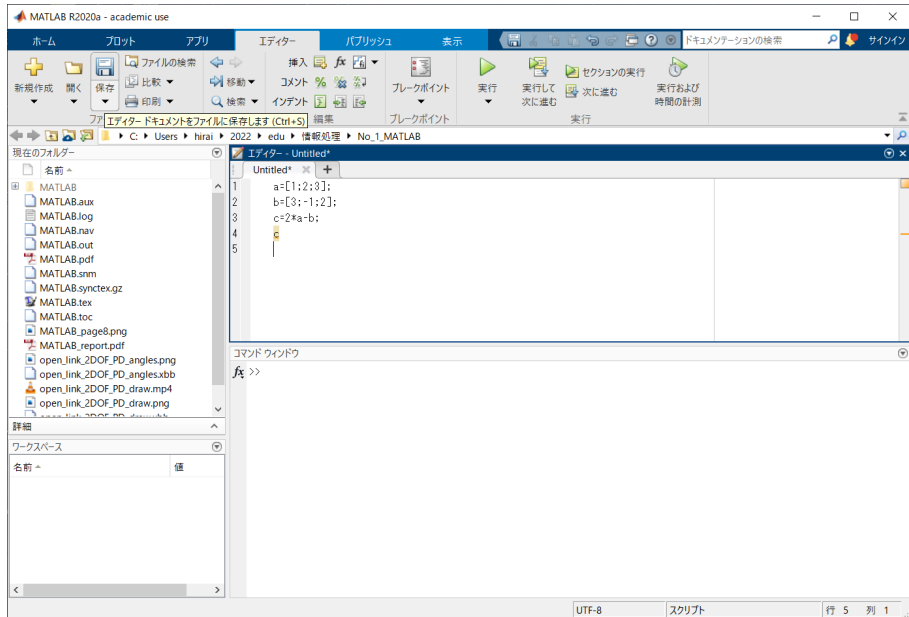 MATLAB R2020a - academic use
ホーム プロット アプリ エディター パブリッシュ 表示 ドキュメンテーションの検索 サインイン
新規作成 開く 保存 ファイルの検索 比較 印刷 移動 検索 挿入 fx コメント % インデント ブレークポイント 実行 実行して次に進む セクションの実行 次に進む 実行および時間の計測
エディター ドキュメントをファイルに保存します (Ctrl+S) 編集 ブレークポイント 実行
C: Users hirai 2022 edu 情報処理 No_1_MATLAB
現在のフォルダー
名前
MATLAB
MATLAB.aux
MATLAB.log
MATLAB.nav
MATLAB.out
MATLAB.pdf
MATLAB.snm
MATLAB.synctex.gz
MATLAB.tex
MATLAB.toc
MATLAB_page8.png
MATLAB_report.pdf
open_link_2DOF_PD_angles.png
open_link_2DOF_PD_angles.xbb
open_link_2DOF_PD_draw.mp4
open_link_2DOF_PD_draw.png
詳細
ワークスペース
名前 値
エディター - Untitled*
Untitled*
1 a=[1;2;3];
2 b=[3;-1;2];
3 c=2*a-b;
4 c
5
コマンド ウィンドウ
fx >>
UTF-8 スクリプト 行 5 列 1